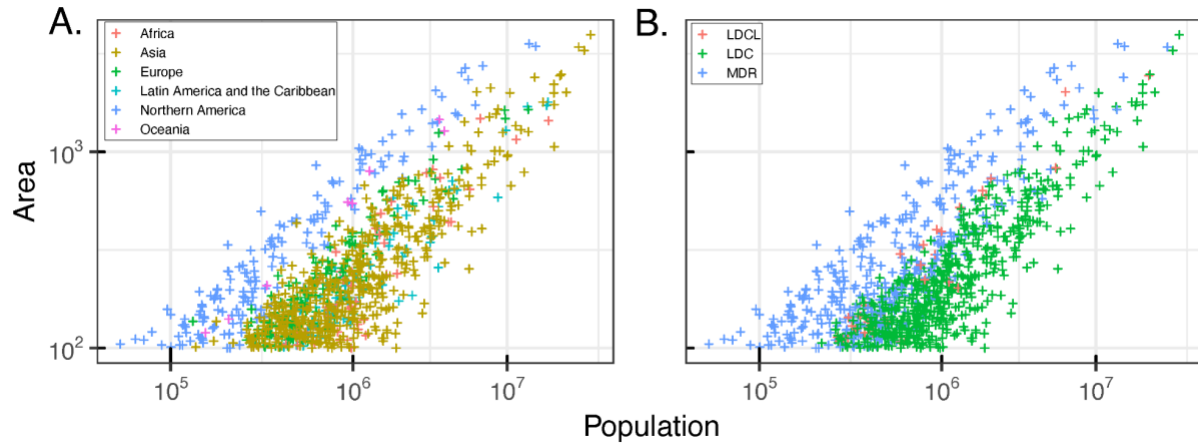 A.
Africa
Asia
Europe
Latin America and the Caribbean
Northern America
Oceania
B.
LDCL
LDC
MDR
Area
10³
10²
10⁵
10⁶
10⁷
10⁵
10⁶
10⁷
Population